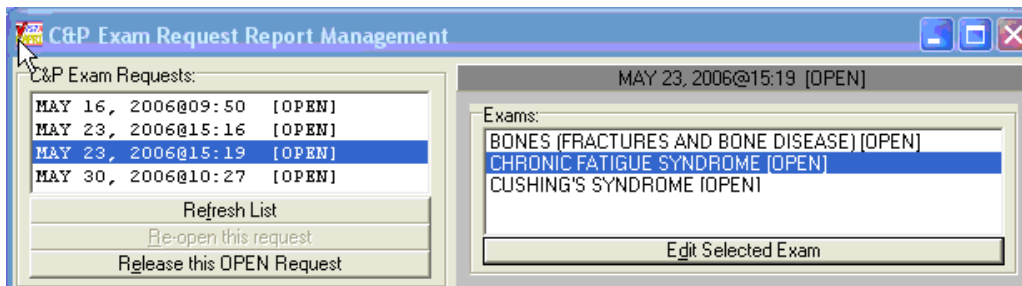 C&P Exam Request Report Management
C&P Exam Requests:
MAY 16, 2006@09:50 [OPEN]
MAY 23, 2006@15:16 [OPEN]
MAY 23, 2006@15:19 [OPEN]
MAY 30, 2006@10:27 [OPEN]
Refresh List
Re-open this request
Release this OPEN Request
MAY 23, 2006@15:19 [OPEN]
Exams:
BONES (FRACTURES AND BONE DISEASE) [OPEN]
CHRONIC FATIGUE SYNDROME [OPEN]
CUSHING'S SYNDROME [OPEN]
Edit Selected Exam